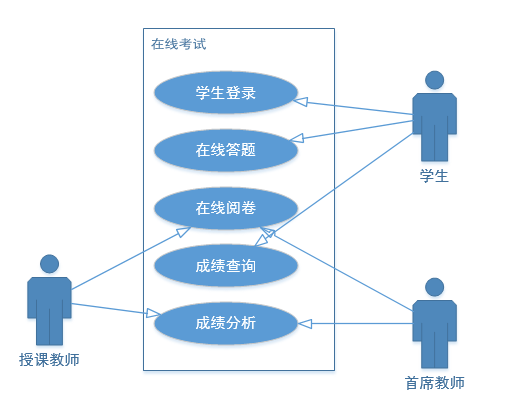 在线考试
学生登录
在线答题
在线阅卷
成绩查询
成绩分析
学生
授课教师
首席教师